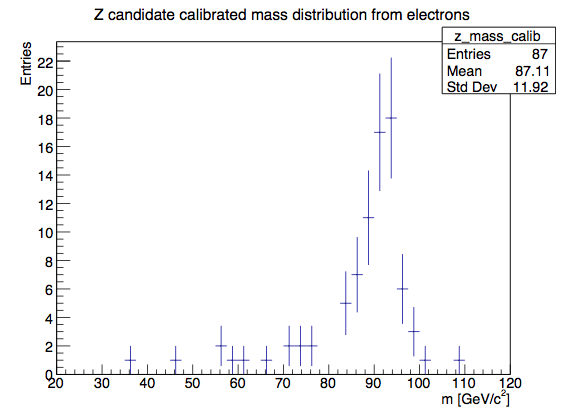 Z candidate calibrated mass distribution from electrons
z_mass_calib
Entries 87
Mean 87.11
Std Dev 11.92
Entries
22
20
18
16
14
12
10
8
6
4
2
0
20 30 40 50 60 70 80 90 100 110 120
m [GeV/c²]